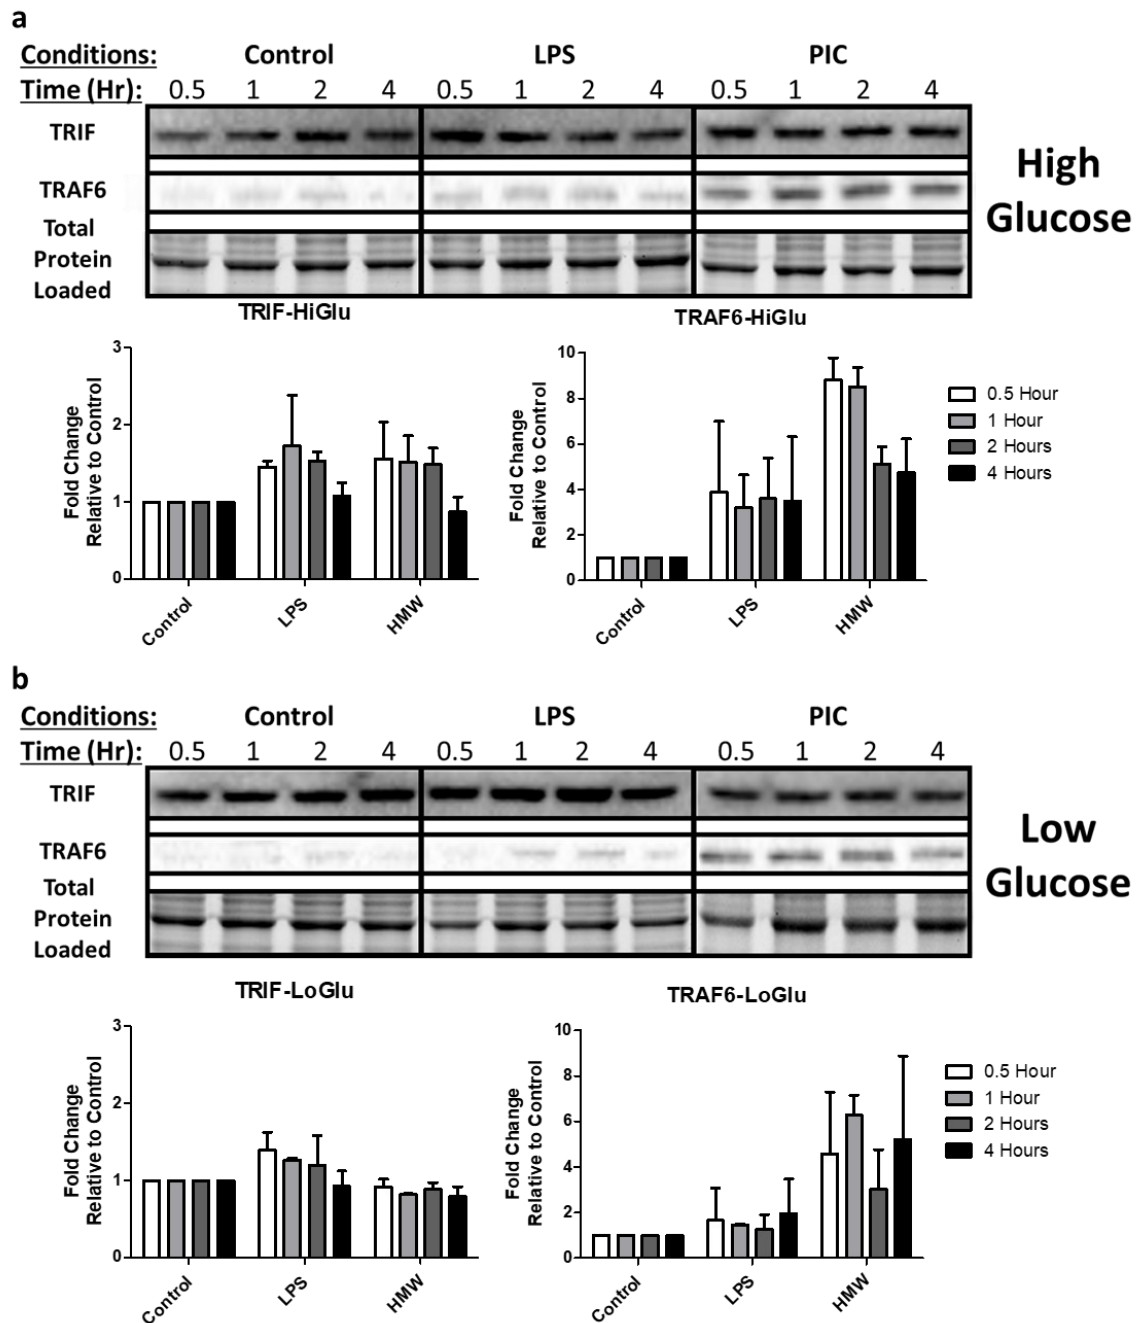 a
Conditions: Control LPS PIC
Time (Hr): 0.5 1 2 4 0.5 1 2 4 0.5 1 2 4
TRIF
TRAF6
Total
Protein
Loaded
High
Glucose
TRIF-HiGlu
Fold Change
Relative to Control
3
2
1
0
Control LPS HMW
TRAF6-HiGlu
Fold Change
Relative to Control
10
8
6
4
2
0
Control LPS HMW
0.5 Hour
1 Hour
2 Hours
4 Hours
b
Conditions: Control LPS PIC
Time (Hr): 0.5 1 2 4 0.5 1 2 4 0.5 1 2 4
TRIF
TRAF6
Total
Protein
Loaded
Low
Glucose
TRIF-LoGlu
Fold Change
Relative to Control
3
2
1
0
Control LPS HMW
TRAF6-LoGlu
Fold Change
Relative to Control
10
8
6
4
2
0
Control LPS HMW
0.5 Hour
1 Hour
2 Hours
4 Hours